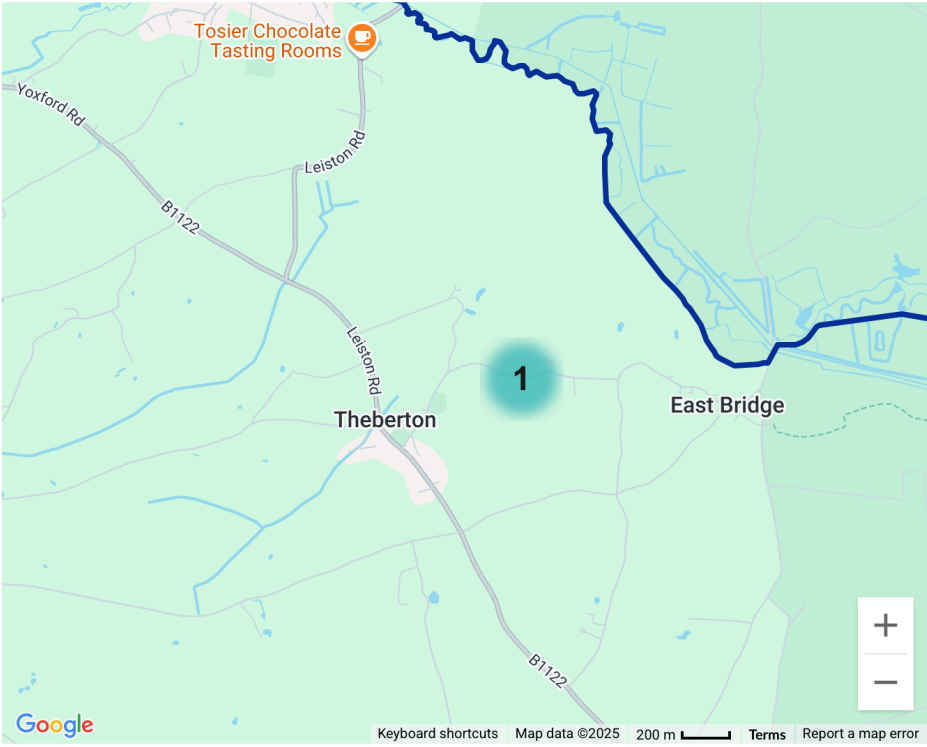 Tosier Chocolate
Tasting Rooms
Yoxford Rd
Leiston Rd
B1122
Leiston Rd
1
East Bridge
Theberton
B1122
Google
Keyboard shortcuts
Map data ©2025
200 m
Terms
Report a map error